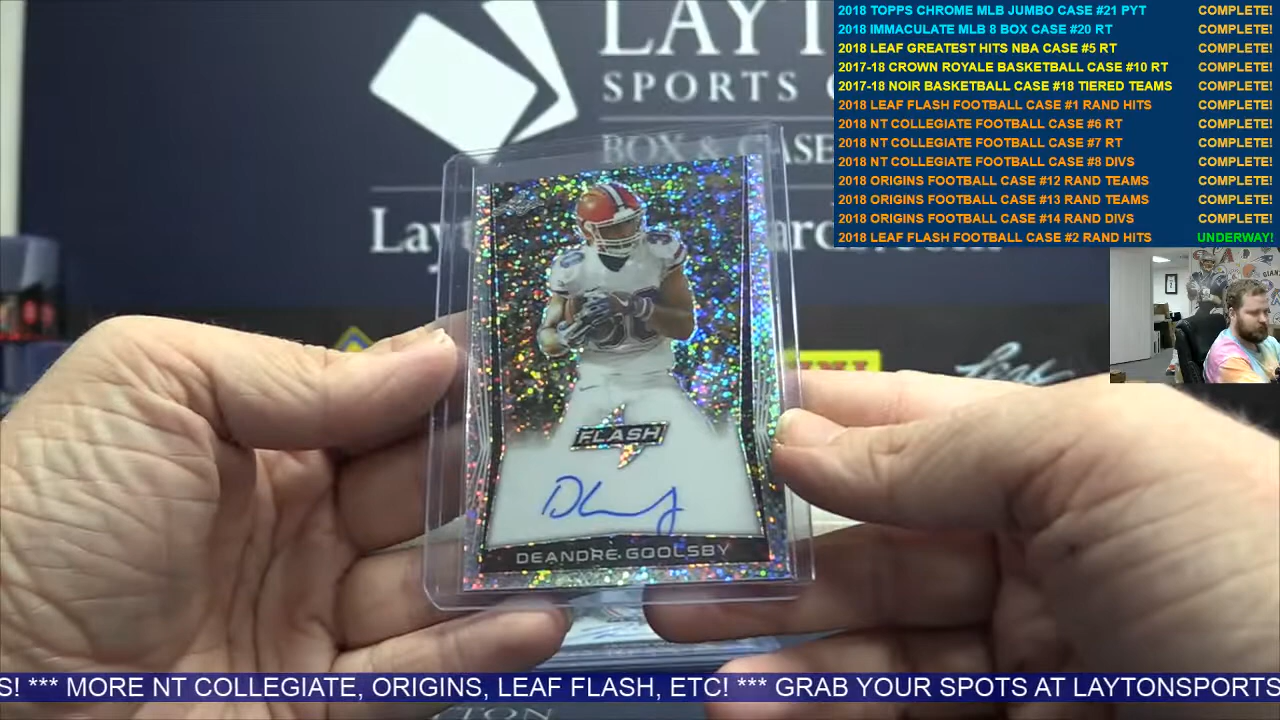 LAYT
SPORTS C
BOX & CASE
Layt
rds.
2018 TOPPS CHROME MLB JUMBO CASE #21 PYT COMPLETE!
2018 IMMACULATE MLB 8 BOX CASE #20 RT COMPLETE!
2018 LEAF GREATEST HITS NBA CASE #5 RT COMPLETE!
2017-18 CROWN ROYALE BASKETBALL CASE #10 RT COMPLETE!
2017-18 NOIR BASKETBALL CASE #18 TIERED TEAMS COMPLETE!
2018 LEAF FLASH FOOTBALL CASE #1 RAND HITS COMPLETE!
2018 NT COLLEGIATE FOOTBALL CASE #6 RT COMPLETE!
2018 NT COLLEGIATE FOOTBALL CASE #7 RT COMPLETE!
2018 NT COLLEGIATE FOOTBALL CASE #8 DIVS COMPLETE!
2018 ORIGINS FOOTBALL CASE #12 RAND TEAMS COMPLETE!
2018 ORIGINS FOOTBALL CASE #13 RAND TEAMS COMPLETE!
2018 ORIGINS FOOTBALL CASE #14 RAND DIVS COMPLETE!
2018 LEAF FLASH FOOTBALL CASE #2 RAND HITS UNDERWAY!
Leaf
FLASH
DEANDRE GOOLSBY
S! *** MORE NT COLLEGIATE, ORIGINS, LEAF FLASH, ETC! *** GRAB YOUR SPOTS AT LAYTONSPORTS